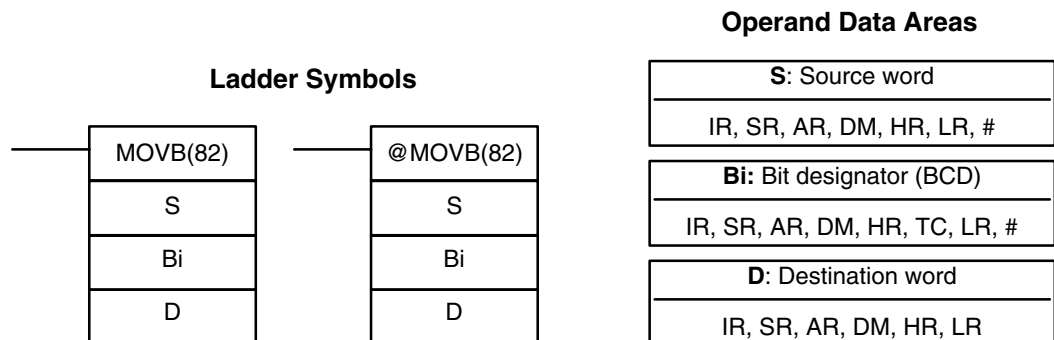 Ladder Symbols
MOVB(82)
S
Bi
D
@MOVB(82)
S
Bi
D
Operand Data Areas
S: Source word
IR, SR, AR, DM, HR, LR, #
Bi: Bit designator (BCD)
IR, SR, AR, DM, HR, TC, LR, #
D: Destination word
IR, SR, AR, DM, HR, LR